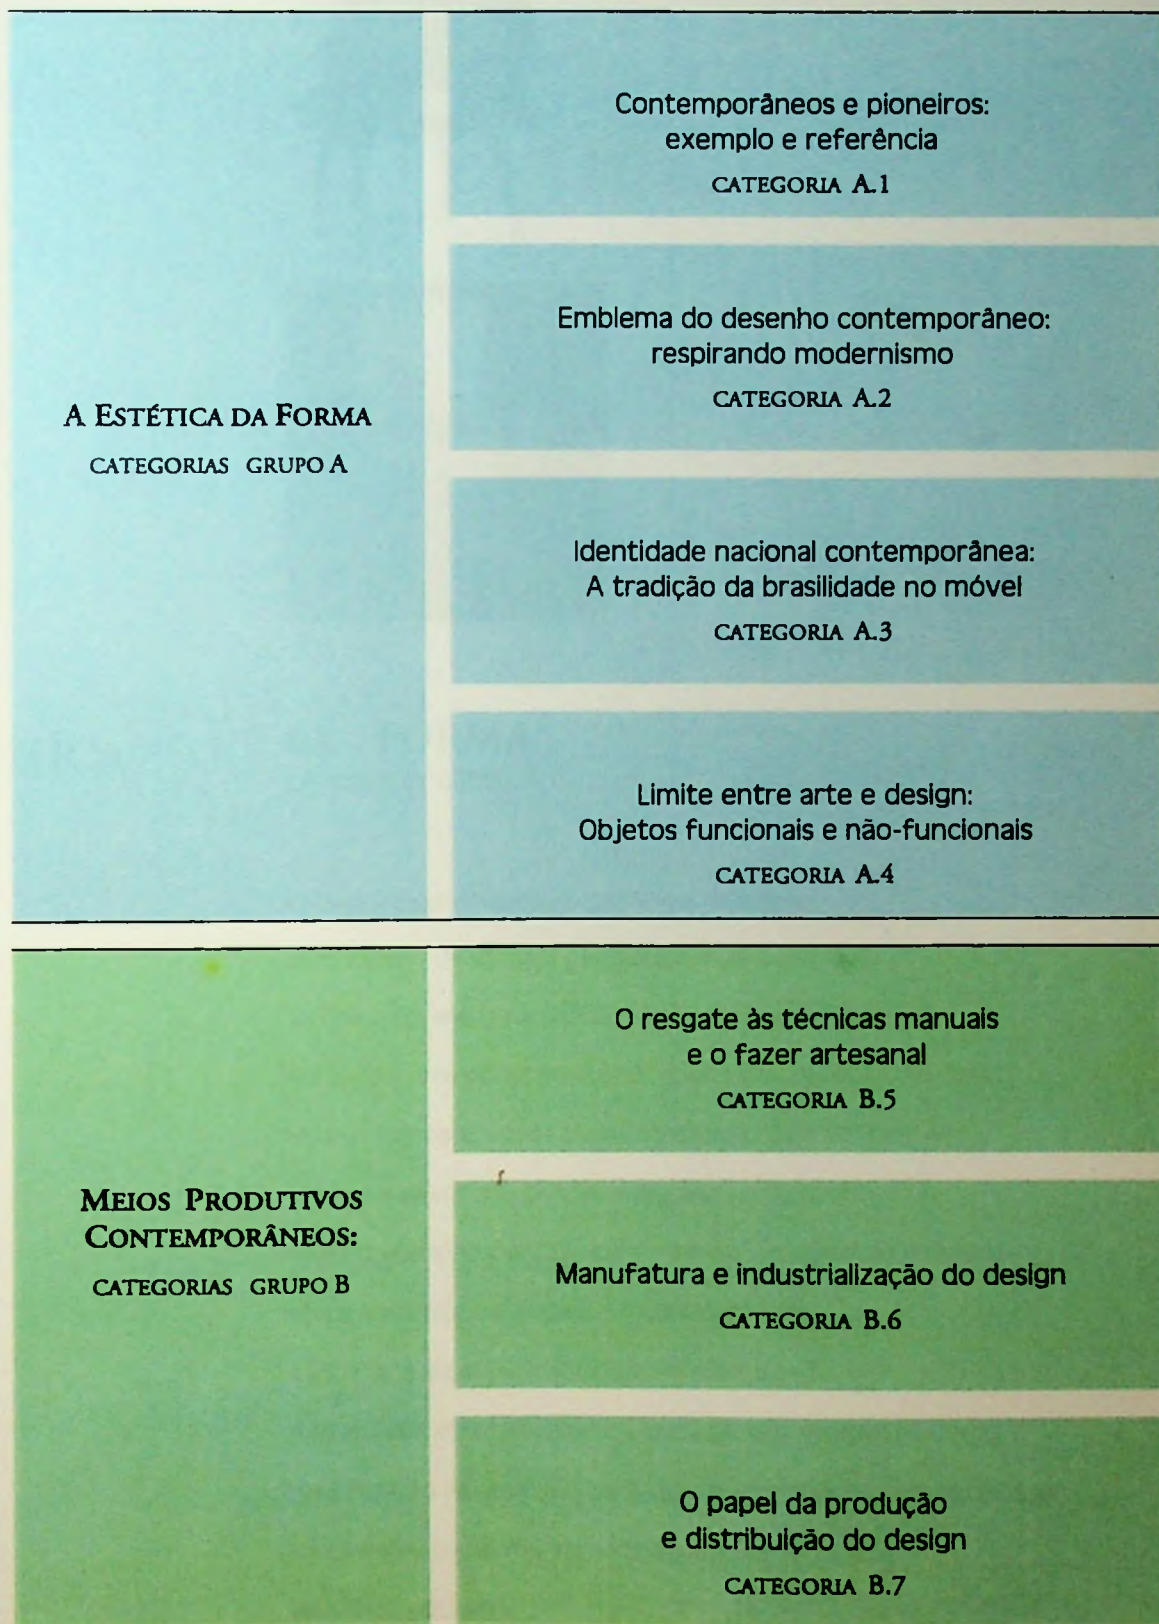 A ESTÉTICA DA FORMA
CATEGORIAS GRUPO A
Contemporâneos e pioneiros:
exemplo e referência
CATEGORIA A.1
Emblema do desenho contemporâneo:
respirando modernismo
CATEGORIA A.2
Identidade nacional contemporânea:
A tradição da brasilidade no móvel
CATEGORIA A.3
Limite entre arte e design:
Objetos funcionais e não-funcionais
CATEGORIA A.4
MEIOS PRODUTIVOS
CONTEMPORÂNEOS:
CATEGORIAS GRUPO B
O resgate às técnicas manuais
e o fazer artesanal
CATEGORIA B.5
Manufatura e industrialização do design
CATEGORIA B.6
O papel da produção
e distribuição do design
CATEGORIA B.7